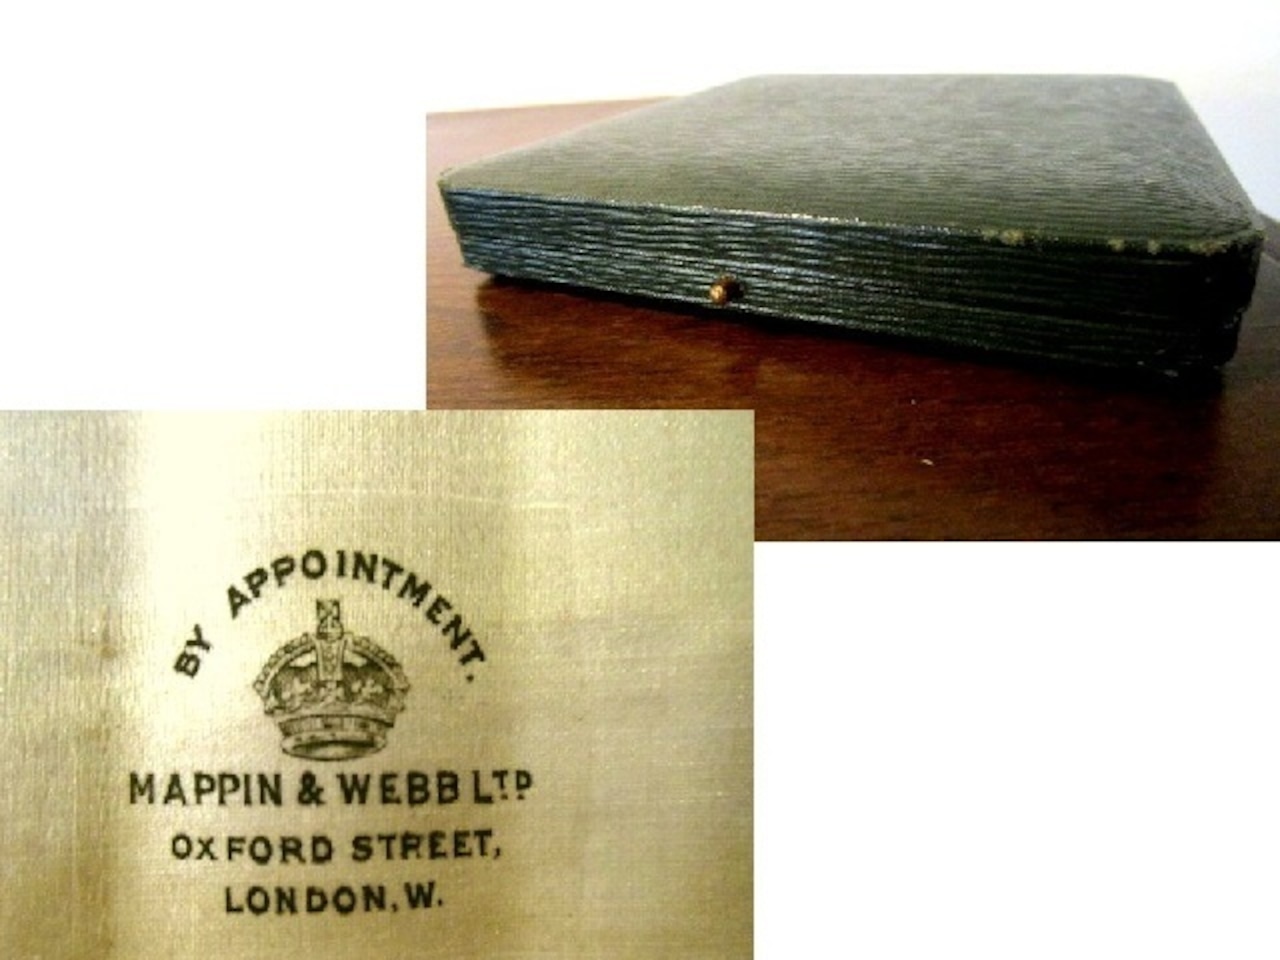 BY APPOINTMENT.
MAPPIN & WEBB LTD
OXFORD STREET,
LONDON. W.